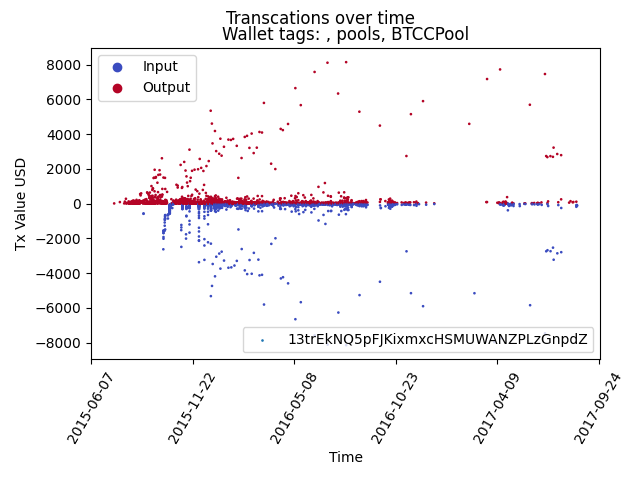 Transcations over time
Wallet tags: , pools, BTCCPool
Input
Output
8000
6000
4000
2000
0
−2000
−4000
−6000
−8000
Tx Value USD
13trEkNQ5pFJKixmxcHSMUWANZPLzGnpdZ
2015-06-07
2015-11-22
2016-05-08
2016-10-23
2017-04-09
2017-09-24
Time